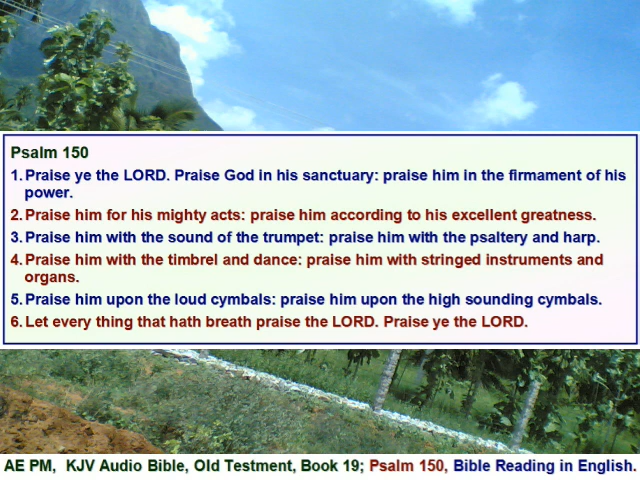 Psalm 150
1. Praise ye the LORD. Praise God in his sanctuary: praise him in the firmament of his
power.
2. Praise him for his mighty acts: praise him according to his excellent greatness.
3. Praise him with the sound of the trumpet: praise him with the psaltery and harp.
4. Praise him with the timbrel and dance: praise him with stringed instruments and
organs.
5. Praise him upon the loud cymbals: praise him upon the high sounding cymbals.
6. Let every thing that hath breath praise the LORD. Praise ye the LORD.
AE PM, KJV Audio Bible, Old Testment, Book 19; Psalm 150, Bible Reading in English.